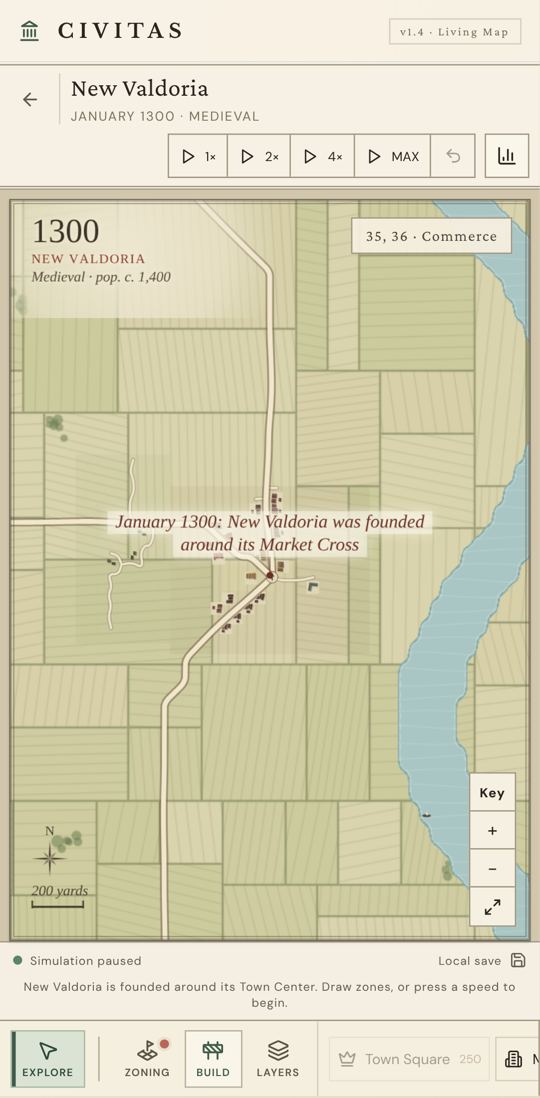 CIVITAS
v1.4 · Living Map
New Valdoria
JANUARY 1300 · MEDIEVAL
1×
2×
4×
MAX
1300
NEW VALDORIA
Medieval · pop. c. 1,400
35, 36 · Commerce
January 1300: New Valdoria was founded
around its Market Cross
Key
+
−
N
200 yards
Simulation paused
Local save
New Valdoria is founded around its Town Center. Draw zones, or press a speed to
begin.
EXPLORE
ZONING
BUILD
LAYERS
Town Square 250